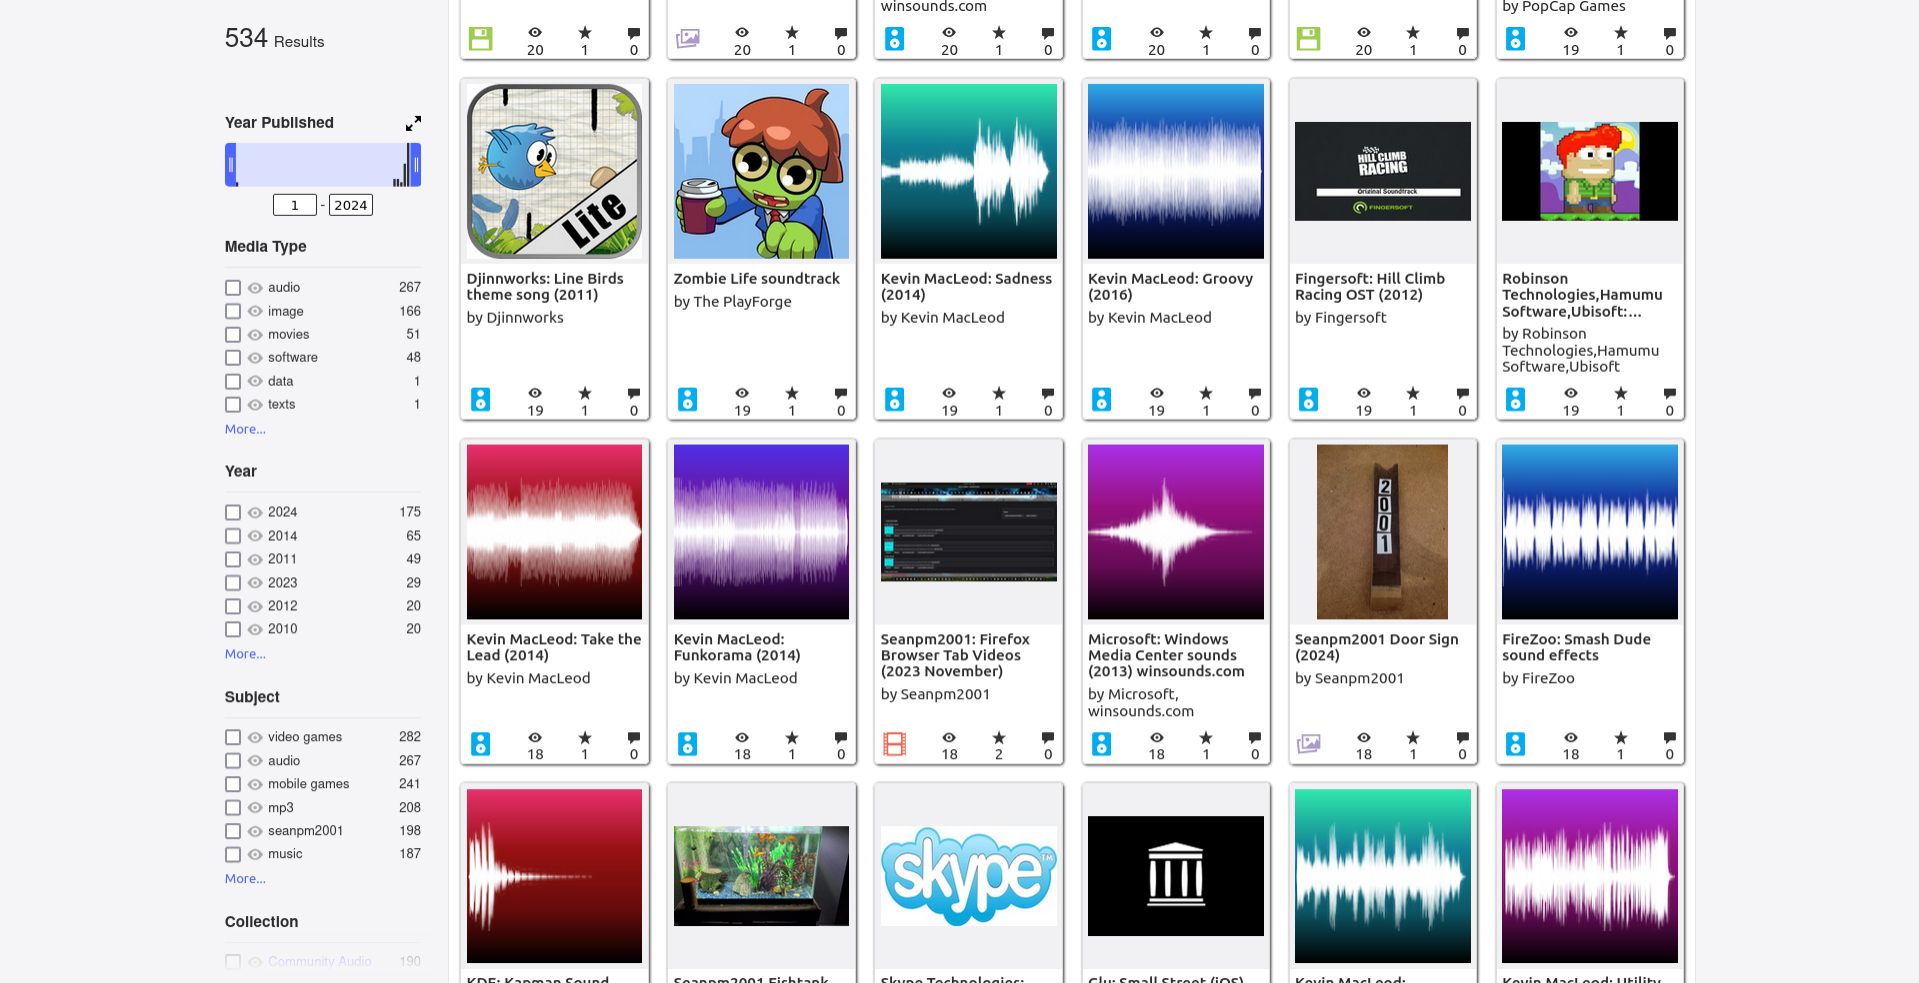 534 Results
Year Published
1 - 2024
Media Type
audio 267
image 166
movies 51
software 48
data 1
texts 1
More...
Year
2024 175
2014 65
2011 49
2023 29
2012 20
2010 20
More...
Subject
video games 282
audio 267
mobile games 241
mp3 208
seanpm2001 198
music 187
More...
Collection
Community Audio 190
winsounds.com
by PopCap Games
20 1 0
20 1 0
20 1 0
20 1 0
20 1 0
19 1 0
Lite
HILL CLIMB
RACING
Original Soundtrack
FINGERSOFT
Djinnworks: Line Birds
theme song (2011)
by Djinnworks
19 1 0
Zombie Life soundtrack
by The PlayForge
19 1 0
Kevin MacLeod: Sadness
(2014)
by Kevin MacLeod
19 1 0
Kevin MacLeod: Groovy
(2016)
by Kevin MacLeod
19 1 0
Fingersoft: Hill Climb
Racing OST (2012)
by Fingersoft
19 1 0
Robinson
Technologies,Hamumu
Software,Ubisoft:...
by Robinson
Technologies,Hamumu
Software,Ubisoft
19 1 0
Kevin MacLeod: Take the
Lead (2014)
by Kevin MacLeod
18 1 0
Kevin MacLeod:
Funkorama (2014)
by Kevin MacLeod
18 1 0
Seanpm2001: Firefox
Browser Tab Videos
(2023 November)
by Seanpm2001
18 2 0
Microsoft: Windows
Media Center sounds
(2013) winsounds.com
by Microsoft,
winsounds.com
18 1 0
2001
Seanpm2001 Door Sign
(2024)
by Seanpm2001
18 1 0
FireZoo: Smash Dude
sound effects
by FireZoo
18 1 0
skype™
KDE: Kapman Sound
Seanpm2001 Fishtank
Skype Technologies:
Glu: Small Street (iOS)
Kevin MacLeod:
Kevin MacLeod: Utility